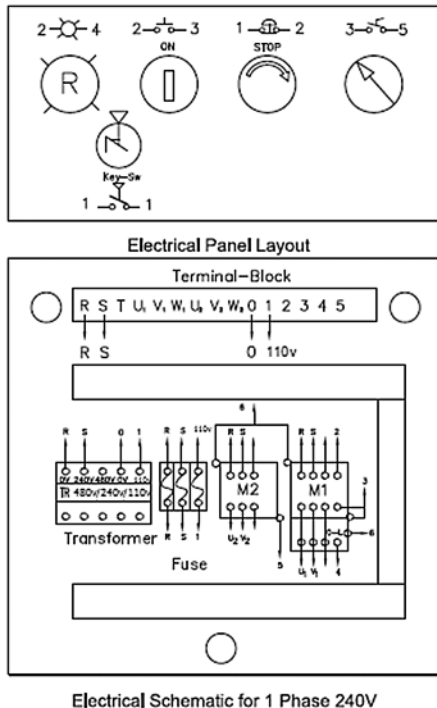 2 4 2 3 1 2 3 5
ON STOP
R
Key-Sw
1 1
Electrical Panel Layout
Terminal-Block
R S T U₁ V₁ W₁ U₂ V₂ W₂ 0 1 2 3 4 5
R S 0 110v
6
R S 0 1 R S 110v R S R S 2
0V 240V 480V 0V 110v
TR 480v/240v/110v
M2 M1
3
Transformer
R S 1 U₂ V₂ 6
Fuse
5 U₁ V₁ 4
Electrical Schematic for 1 Phase 240V